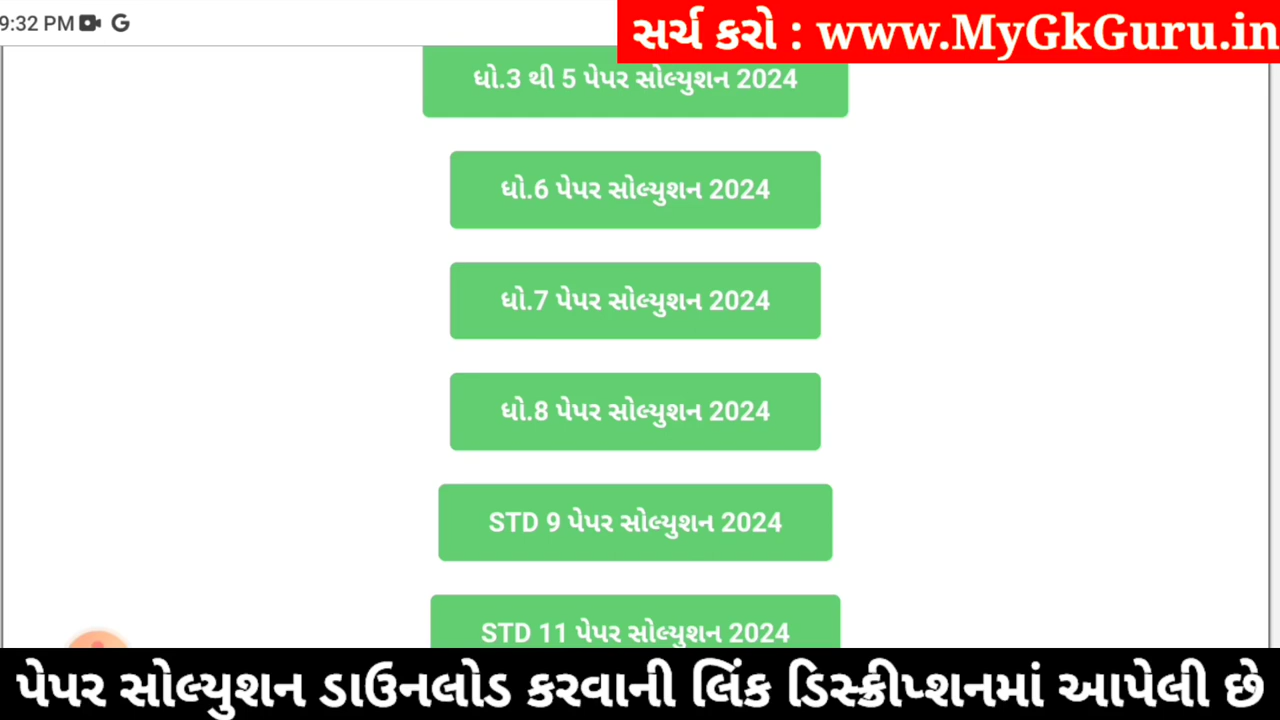 9:32 PM
સર્ચ કરો : www.MyGkGuru.in
ધો.3 થી 5 પેપર સોલ્યુશન 2024
ધો.6 પેપર સોલ્યુશન 2024
ધો.7 પેપર સોલ્યુશન 2024
ધો.8 પેપર સોલ્યુશન 2024
STD 9 પેપર સોલ્યુશન 2024
STD 11 પેપર સોલ્યુશન 2024
પેપર સોલ્યુશન ડાઉનલોડ કરવાની લિંક ડિસ્ક્રીપ્શનમાં આપેલી છે